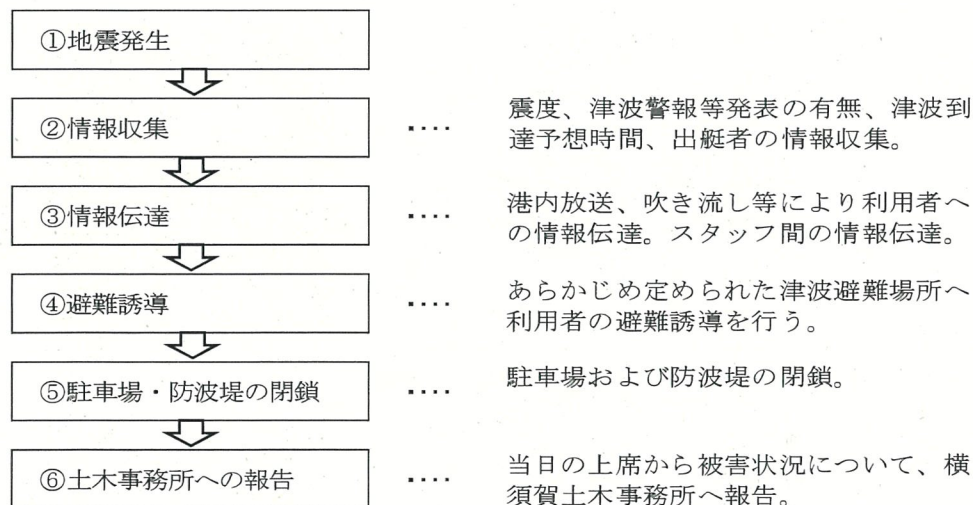 ①地震発生
②情報収集
‥‥
震度、津波警報等発表の有無、津波到
達予想時間、出艇者の情報収集。
③情報伝達
‥‥
港内放送、吹き流し等により利用者へ
の情報伝達。スタッフ間の情報伝達。
④避難誘導
‥‥
あらかじめ定められた津波避難場所へ
利用者の避難誘導を行う。
⑤駐車場・防波堤の閉鎖
‥‥
駐車場および防波堤の閉鎖。
⑥土木事務所への報告
‥‥
当日の上席から被害状況について、横
須賀土木事務所へ報告。